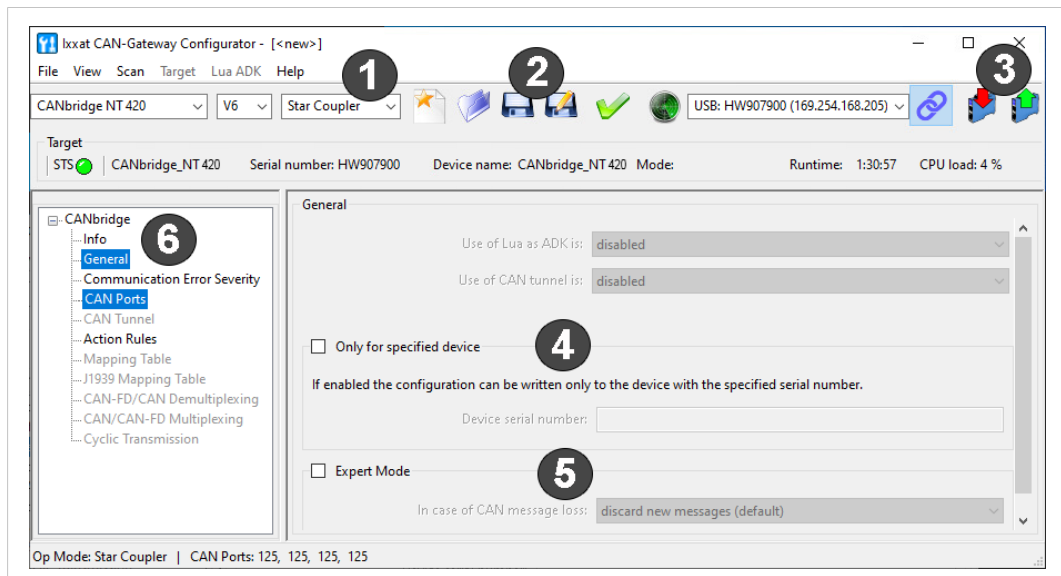 Ixxat CAN-Gateway Configurator - [<new>]
File View Scan Target Lua ADK Help
1 2 3
CANbridge NT 420 V6 Star Coupler USB: HW907900 (169.254.168.205)
Target
STS CANbridge_NT 420 Serial number: HW907900 Device name: CANbridge_NT 420 Mode: Runtime: 1:30:57 CPU load: 4 %
CANbridge
Info
General
Communication Error Severity
CAN Ports
CAN Tunnel
Action Rules
Mapping Table
J1939 Mapping Table
CAN-FD/CAN Demultiplexing
CAN/CAN-FD Multiplexing
Cyclic Transmission
6
General
Use of Lua as ADK is: disabled
Use of CAN tunnel is: disabled
Only for specified device 4
If enabled the configuration can be written only to the device with the specified serial number.
Device serial number:
Expert Mode 5
In case of CAN message loss: discard new messages (default)
Op Mode: Star Coupler | CAN Ports: 125, 125, 125, 125